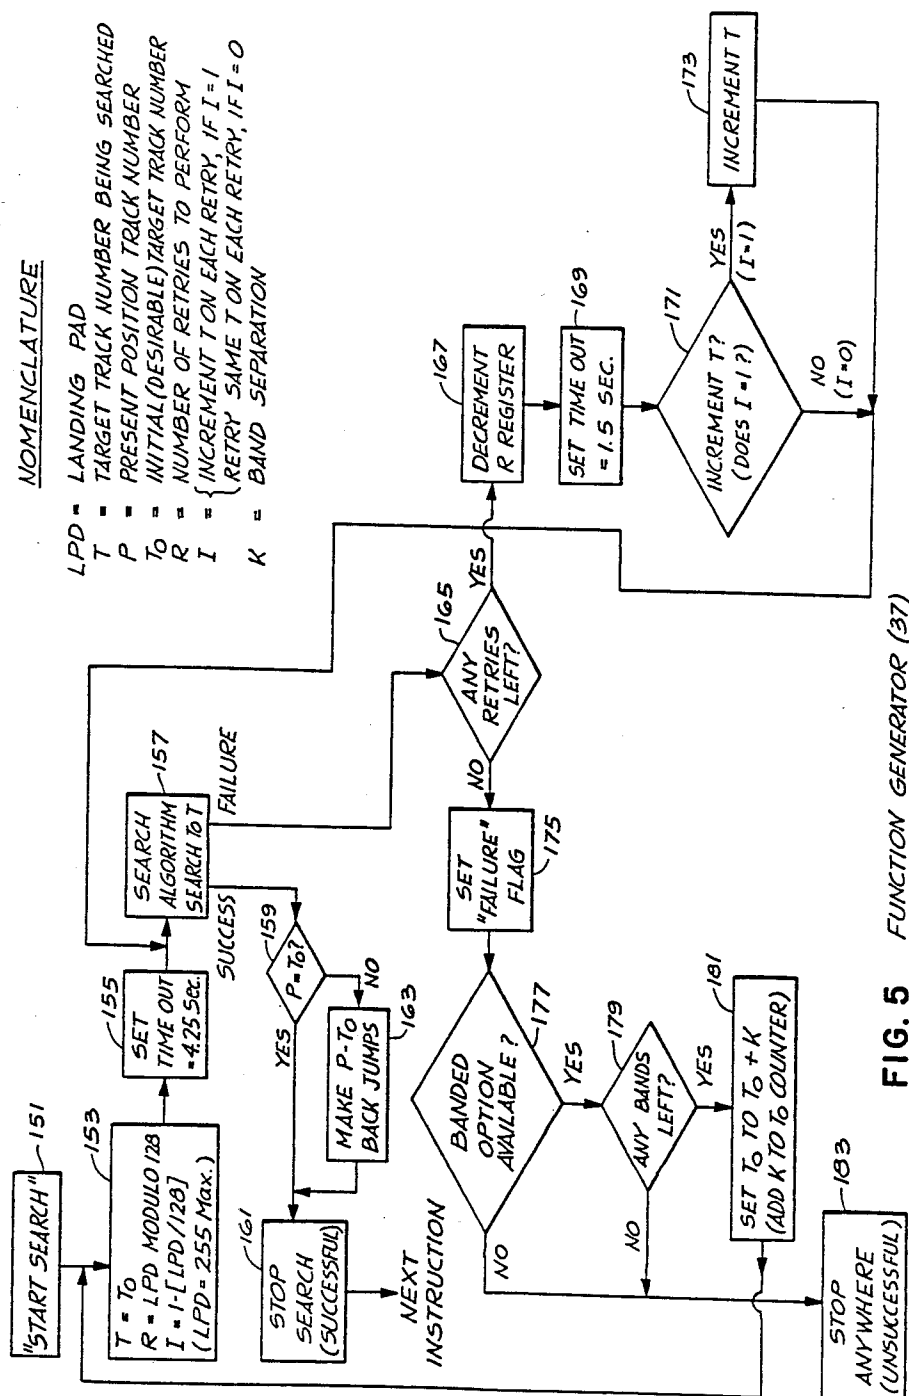 NOMENCLATURE
LPD = LANDING PAD
T = TARGET TRACK NUMBER BEING SEARCHED
P = PRESENT POSITION TRACK NUMBER
To = INITIAL (DESIRABLE) TARGET TRACK NUMBER
R = NUMBER OF RETRIES TO PERFORM
I = { INCREMENT T ON EACH RETRY, IF I = 1
RETRY SAME T ON EACH RETRY, IF I = 0
K = BAND SEPARATION
"START SEARCH"
151
153
T = To
R = LPD MODULO 128
I = 1-[LPD/128]
(LPD = 255 Max.)
155
SET
TIME OUT
=4.25 Sec.
157
SEARCH
ALGORITHM
SEARCH TO T
SUCCESS
FAILURE
159
P=To?
YES
NO
163
MAKE P-To
BACK JUMPS
161
STOP
SEARCH
(SUCCESSFUL)
NEXT
INSTRUCTION
165
ANY
RETRIES
LEFT?
YES
NO
167
DECREMENT
R REGISTER
169
SET TIME OUT
= 1.5 SEC.
171
INCREMENT T?
(DOES I = 1?)
YES
(I=1)
NO
(I=0)
173
INCREMENT T
SET
"FAILURE"
FLAG
175
BANDED
OPTION
AVAILABLE?
177
NO
YES
179
ANY BANDS
LEFT?
NO
YES
181
SET To TO To + K
(ADD K TO To COUNTER)
183
STOP
ANYWHERE
(UNSUCCESSFUL)
FIG. 5 FUNCTION GENERATOR (37)